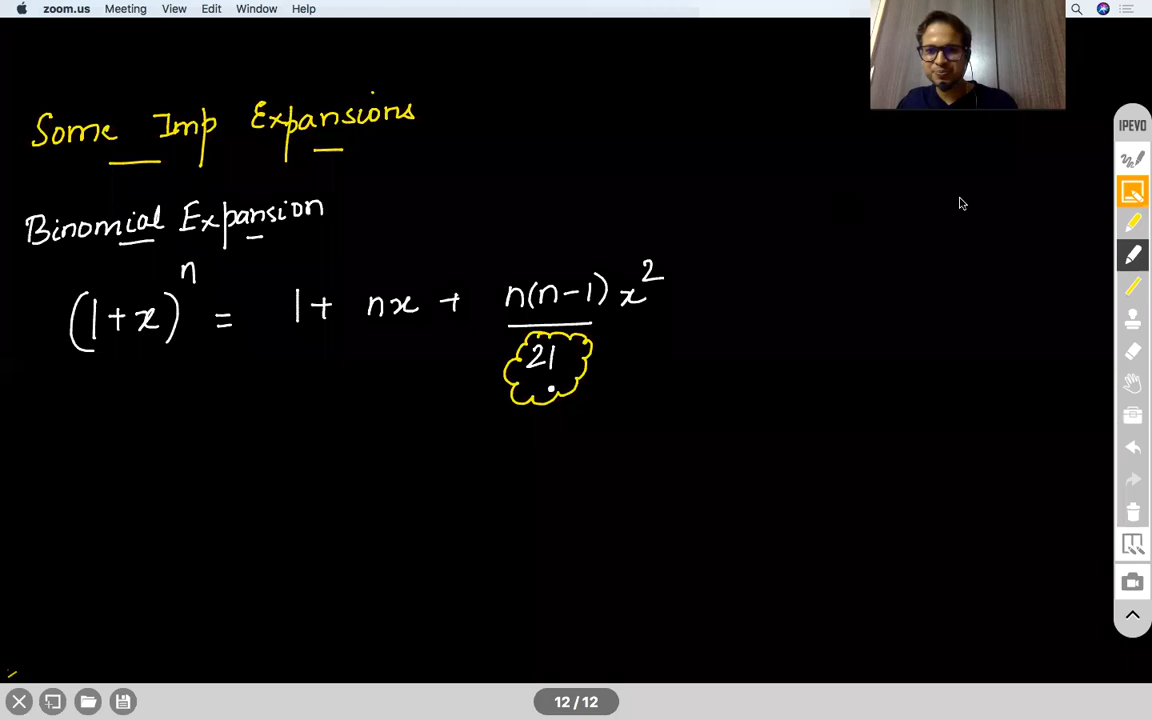 zoom.us Meeting View Edit Window Help
IPEVO
Some Imp Expansions
Binomial Expansion
(1+x)^n = 1 + nx + n(n-1)/2! x^2
12 / 12